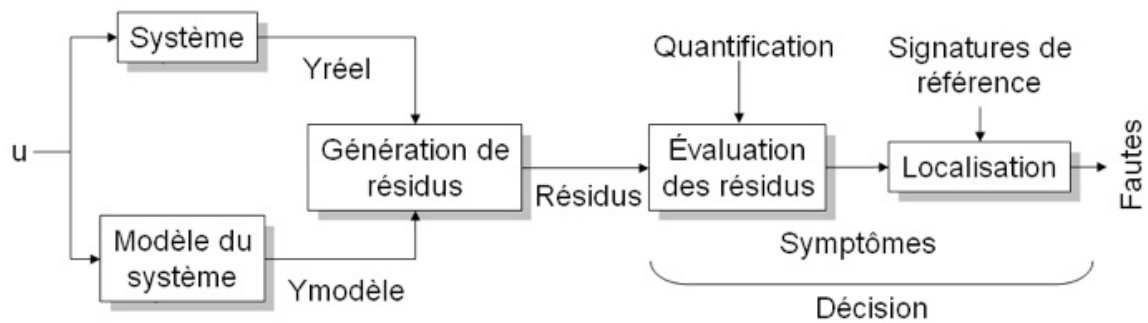 Système
Yréel
u
Modèle du
système
Ymodèle
Génération de
résidus
Résidus
Quantification
Évaluation
des résidus
Symptômes
Signatures de
référence
Localisation
Fautes
Décision